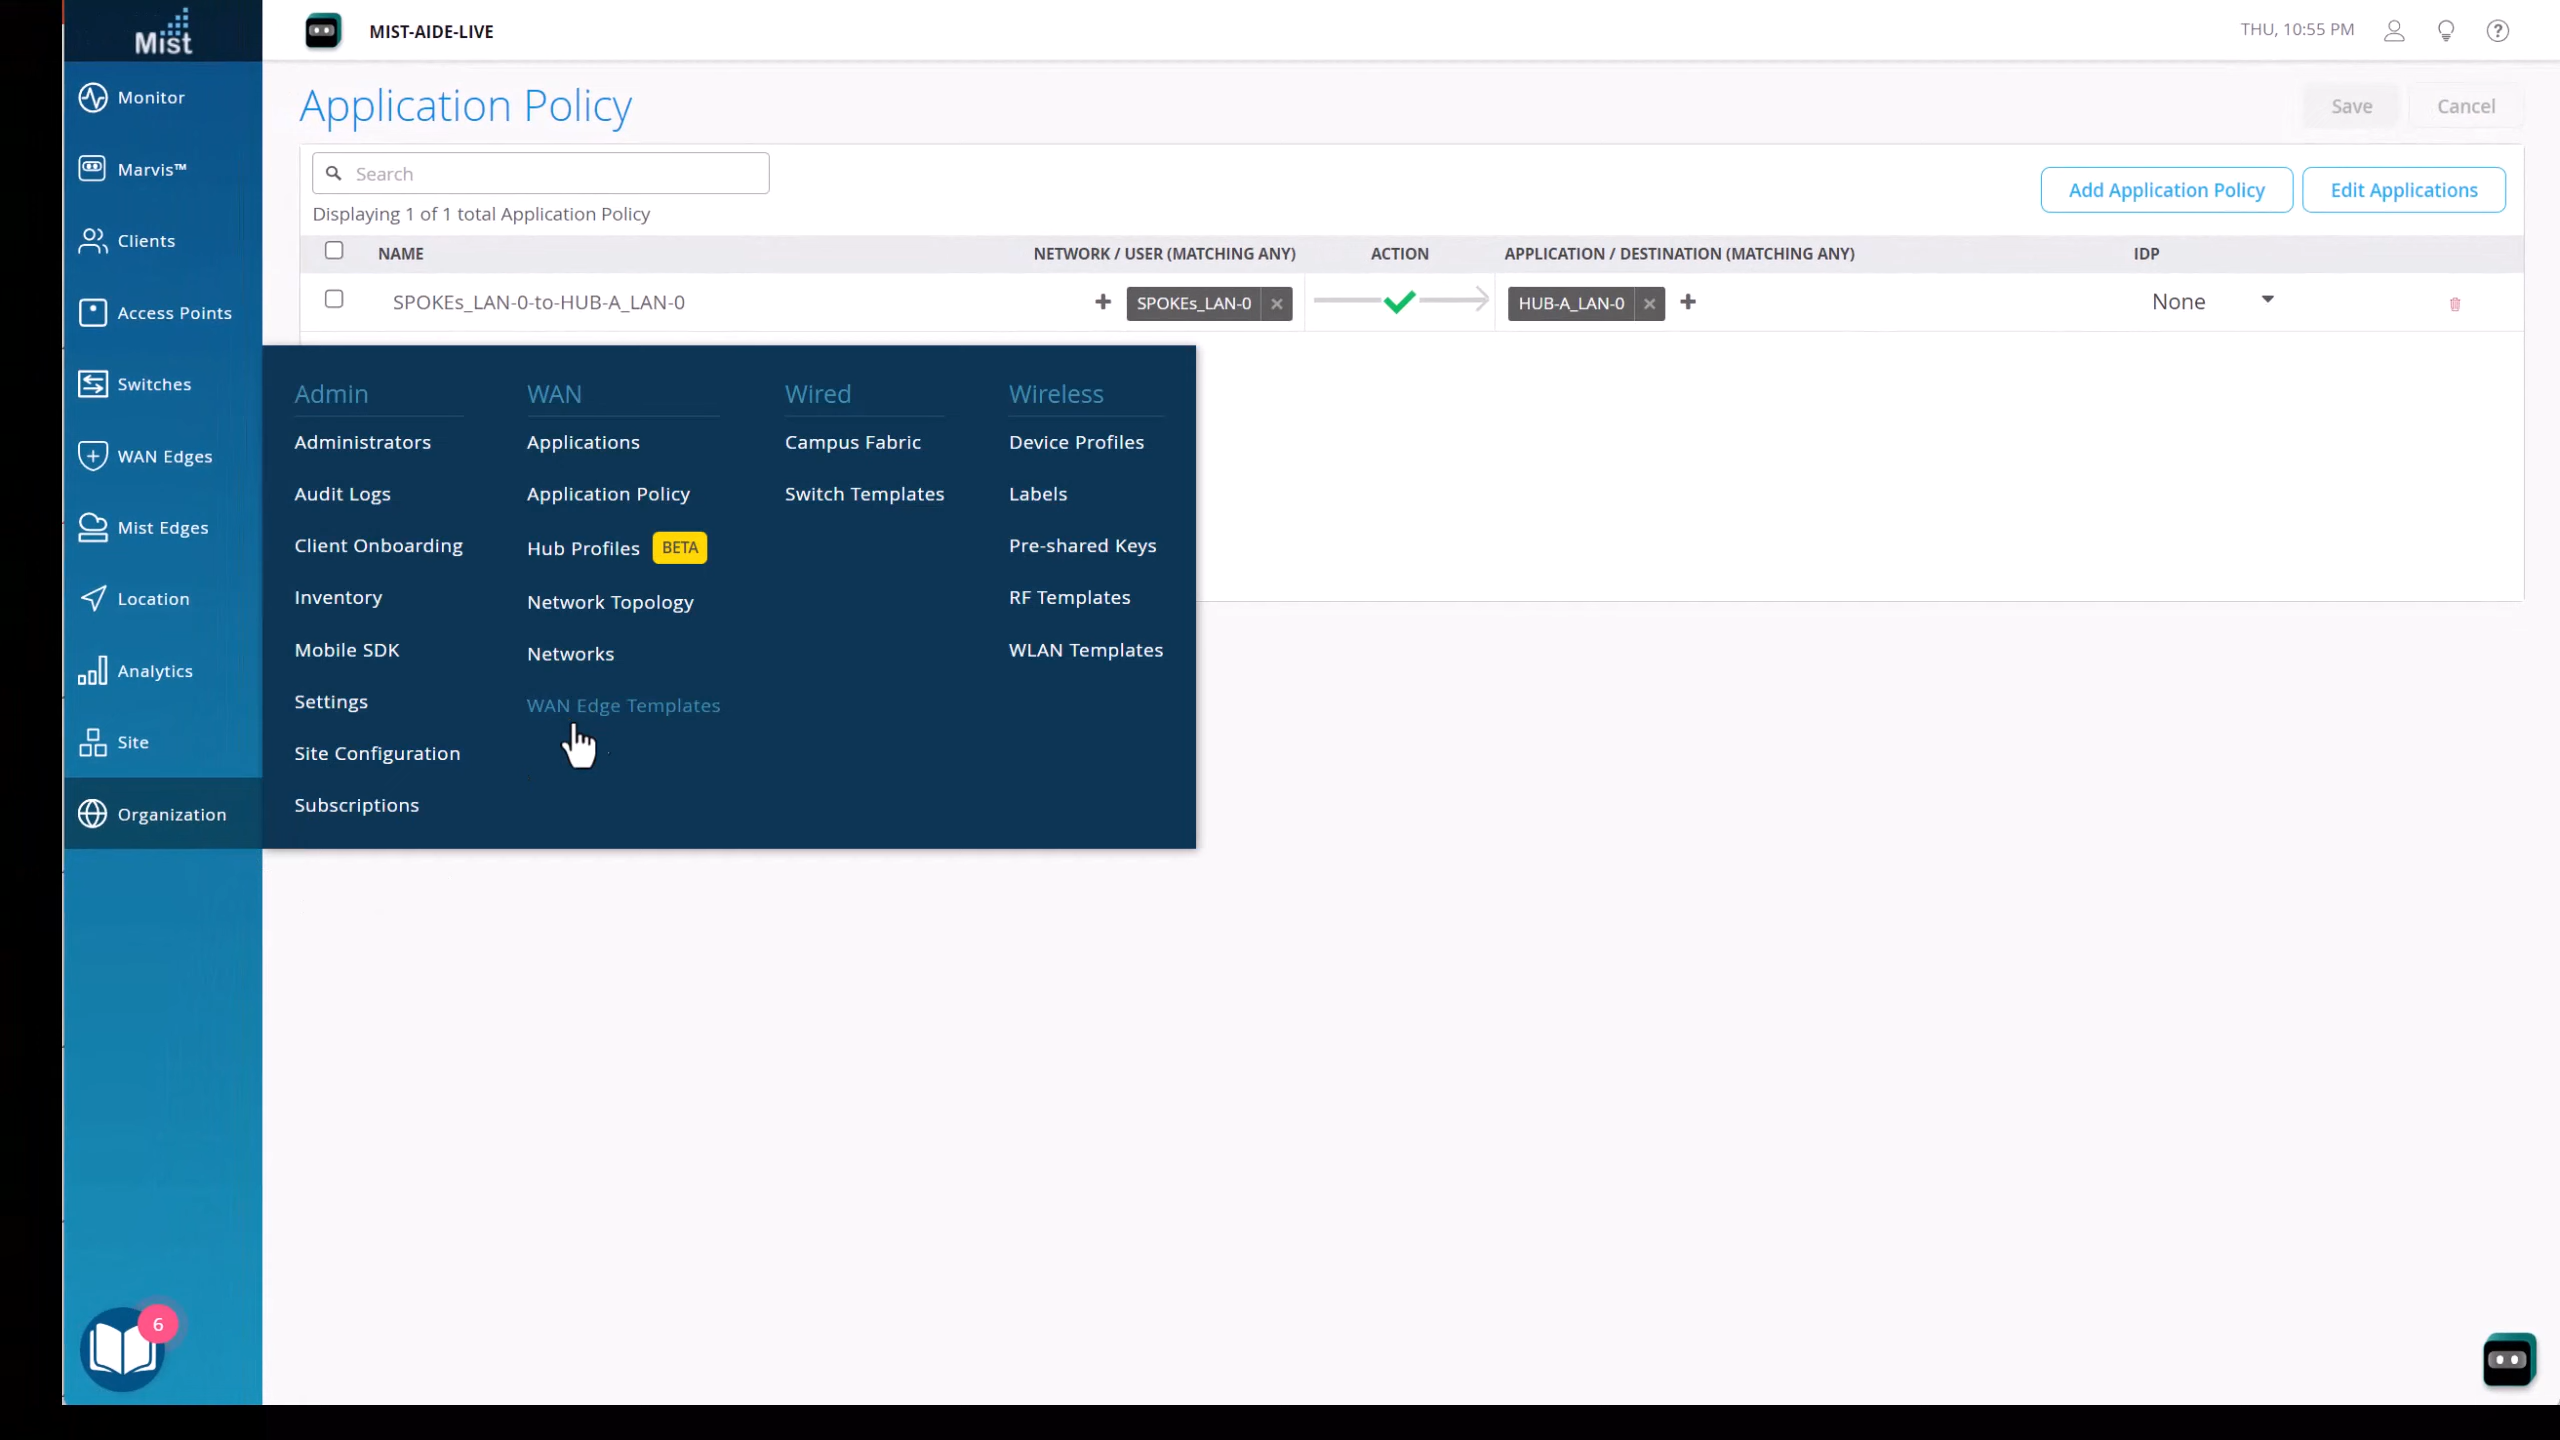 Mist
MIST-AIDE-LIVE
THU, 10:55 PM
Monitor
Marvis™
Clients
Access Points
Switches
WAN Edges
Mist Edges
Location
Analytics
Site
Organization
6
Application Policy
Save
Cancel
Search
Displaying 1 of 1 total Application Policy
Add Application Policy
Edit Applications
NAME
NETWORK / USER (MATCHING ANY)
ACTION
APPLICATION / DESTINATION (MATCHING ANY)
IDP
SPOKEs_LAN-0-to-HUB-A_LAN-0
SPOKEs_LAN-0
HUB-A_LAN-0
None
Admin
Administrators
Audit Logs
Client Onboarding
Inventory
Mobile SDK
Settings
Site Configuration
Subscriptions
WAN
Applications
Application Policy
Hub Profiles BETA
Network Topology
Networks
WAN Edge Templates
Wired
Campus Fabric
Switch Templates
Wireless
Device Profiles
Labels
Pre-shared Keys
RF Templates
WLAN Templates